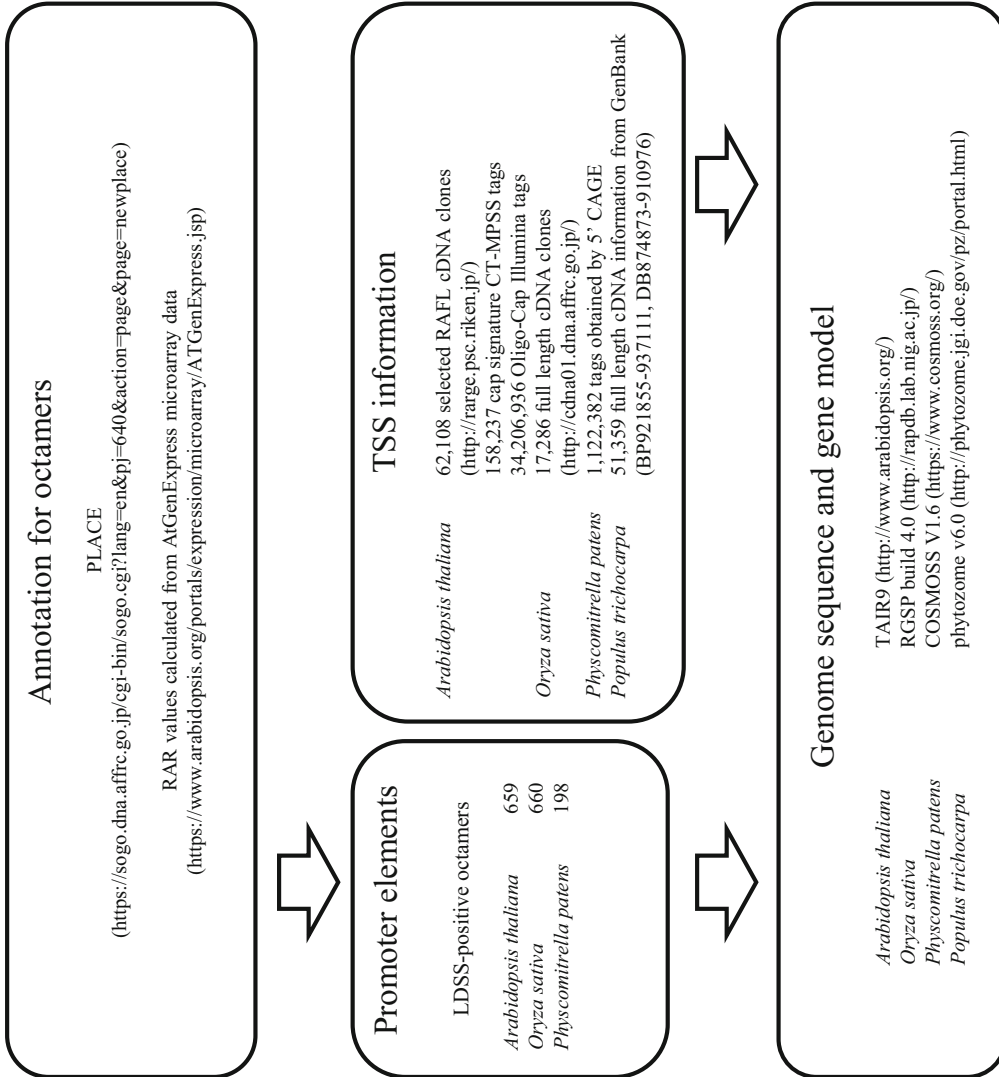 Annotation for octamers
PLACE
(https://sogo.dna.affrc.go.jp/cgi-bin/sogo.cgi?lang=en&pj=640&action=page&page=newplace)
RAR values calculated from AtGenExpress microarray data
(https://www.arabidopsis.org/portals/expression/microarray/ATGenExpress.jsp)
Promoter elements
LDSS-positive octamers
Arabidopsis thaliana 659
Oryza sativa 660
Physcomitrella patens 198
TSS information
Arabidopsis thaliana 62,108 selected RAFL cDNA clones
(http://rarge.psc.riken.jp/)
158,237 cap signature CT-MPSS tags
34,206,936 Oligo-Cap Illumina tags
Oryza sativa 17,286 full length cDNA clones
(http://cdna01.dna.affrc.go.jp/)
Physcomitrella patens 1,122,382 tags obtained by 5’ CAGE
Populus trichocarpa 51,359 full length cDNA information from GenBank
(BP921855-937111, DB874873-910976)
Genome sequence and gene model
Arabidopsis thaliana TAIR9 (http://www.arabidopsis.org/)
Oryza sativa RGSP build 4.0 (http://rapdb.lab.nig.ac.jp/)
Physcomitrella patens COSMOSS V1.6 (https://www.cosmoss.org/)
Populus trichocarpa phytozome v6.0 (http://phytozome.jgi.doe.gov/pz/portal.html)